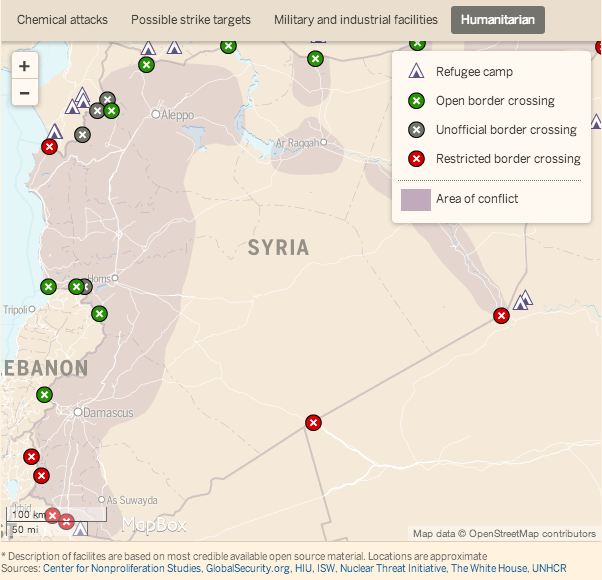 Chemical attacks Possible strike targets Military and industrial facilities Humanitarian
+
−
Refugee camp
Open border crossing
Unofficial border crossing
Restricted border crossing
Area of conflict
Aleppo
Ar Raqqah
SYRIA
Homs
Tripoli
EBANON
Damascus
As Suwayda
100 km
50 mi
MapBox
Map data © OpenStreetMap contributors
* Description of facilites are based on most credible available open source material. Locations are approximate
Sources: Center for Nonproliferation Studies, GlobalSecurity.org, HIU, ISW, Nuclear Threat Initiative, The White House, UNHCR